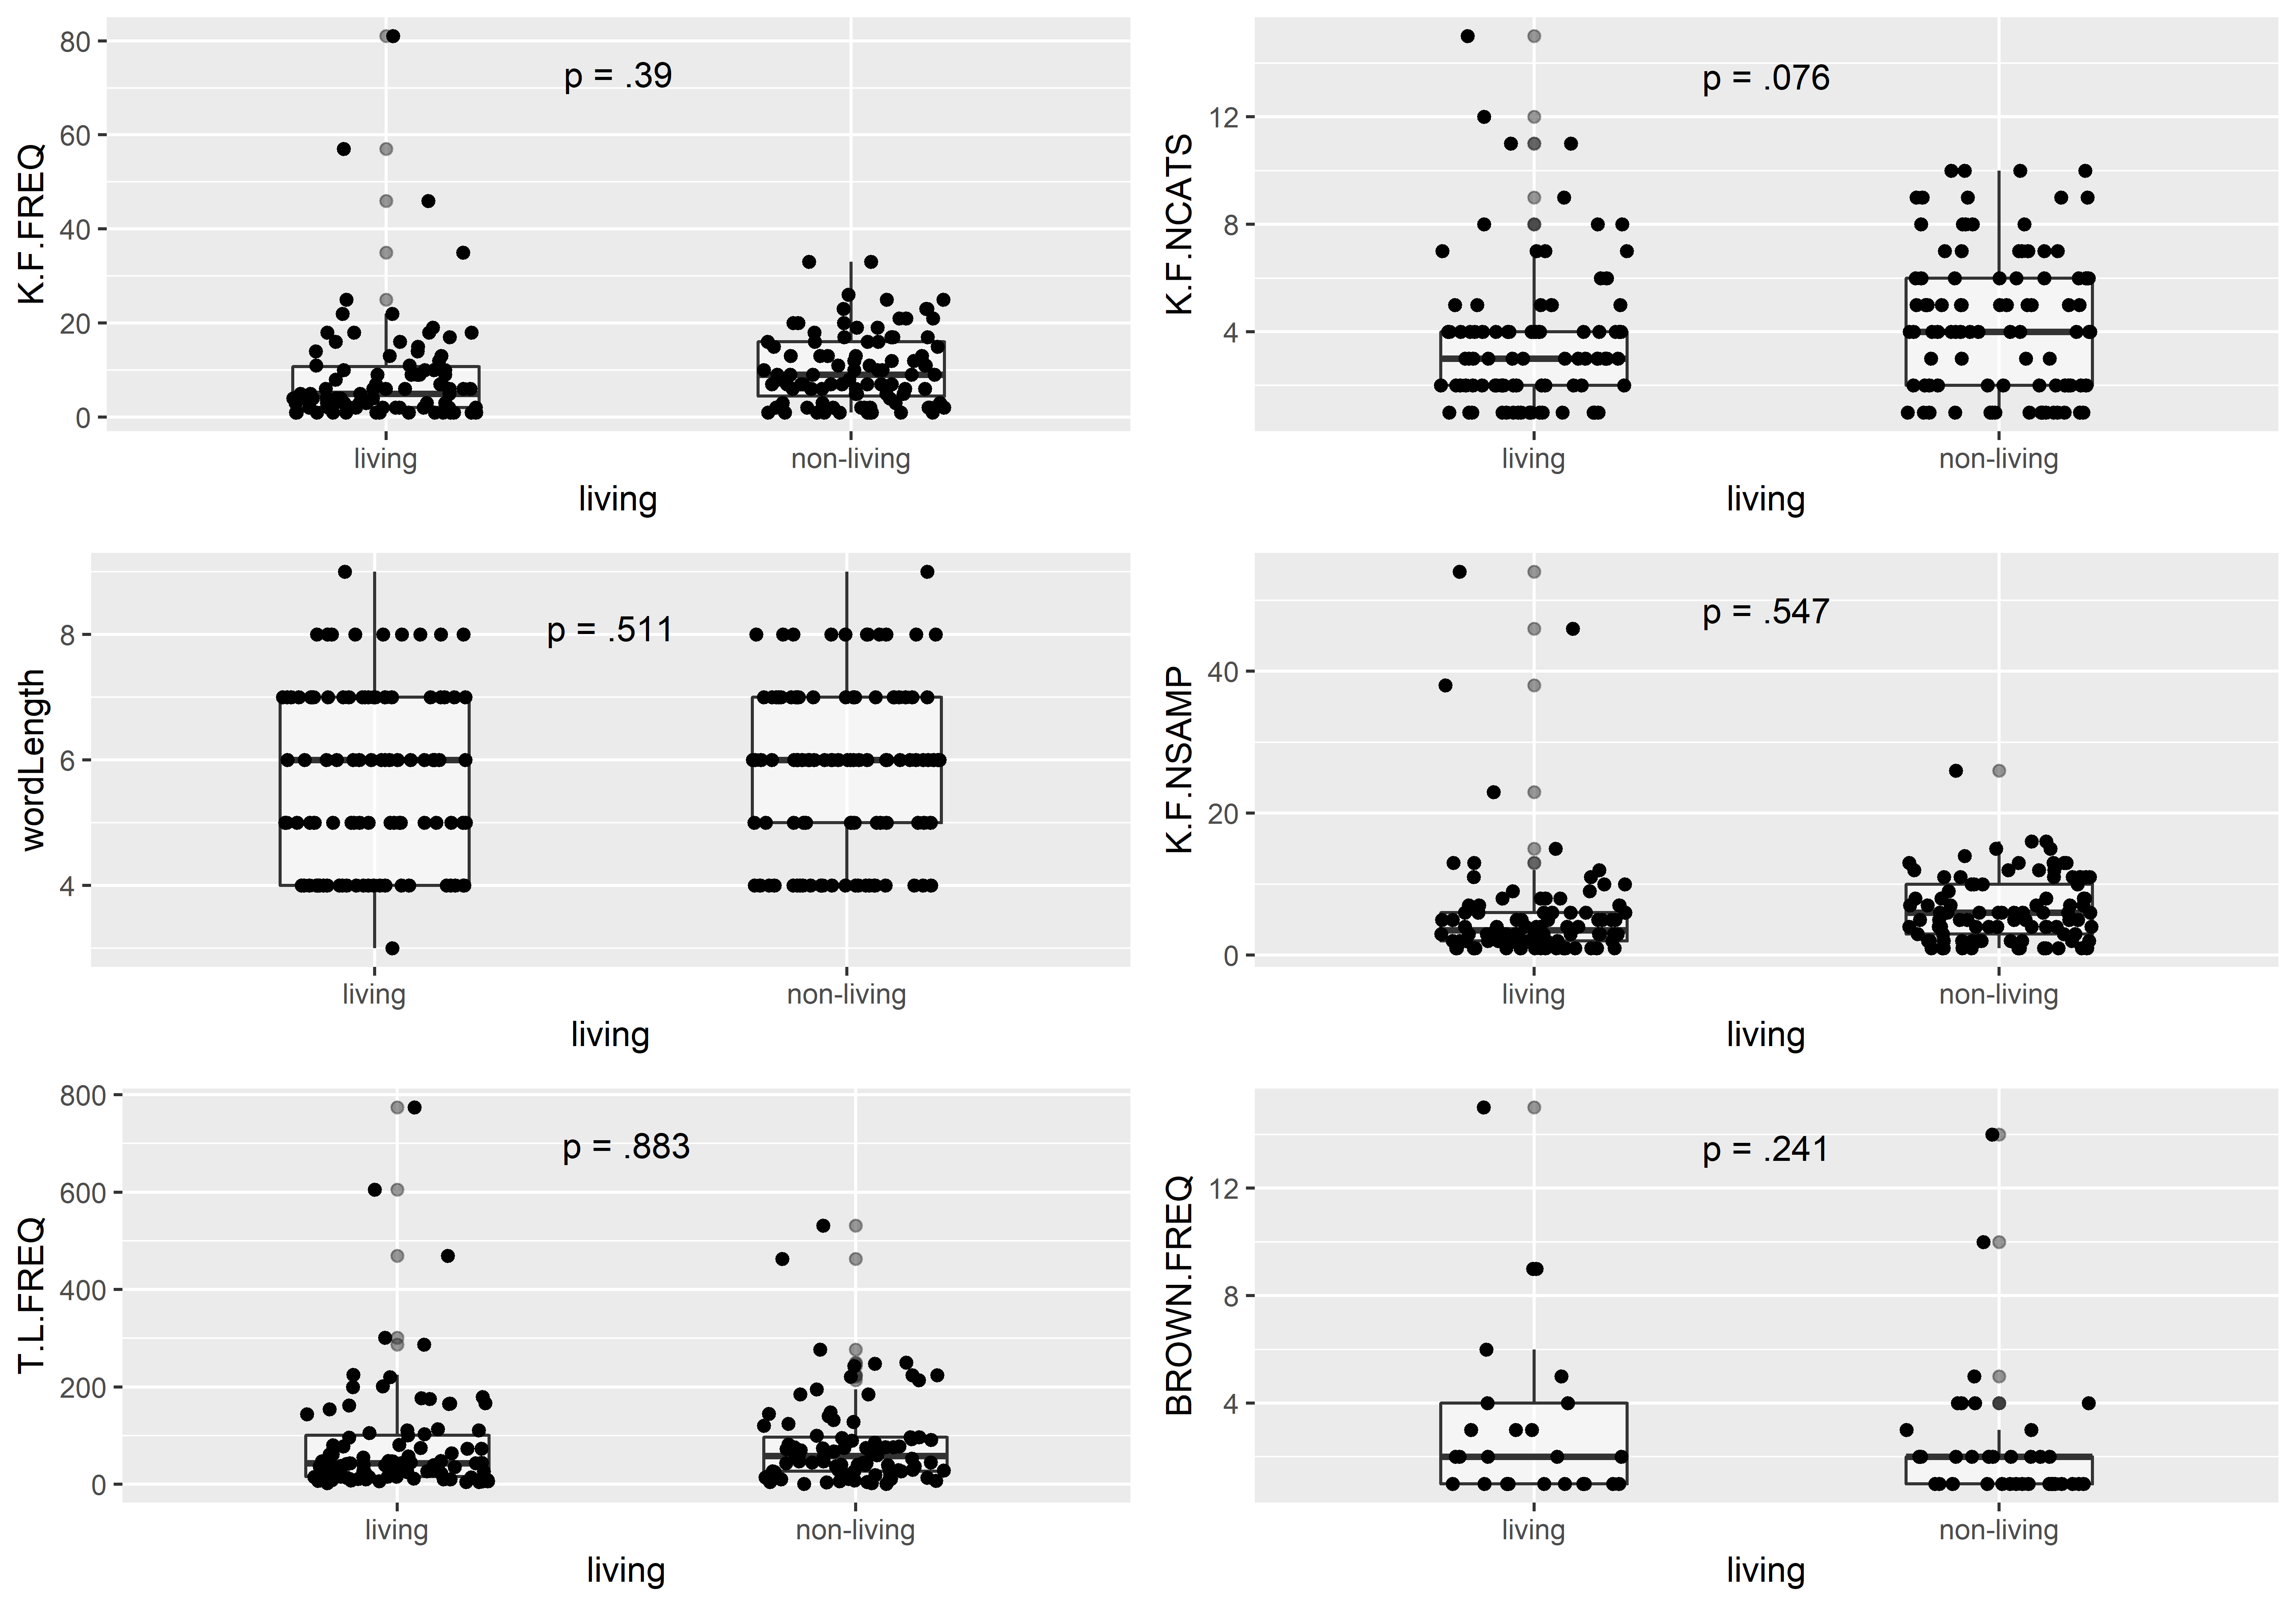 K.F.FREQ
80
60
40
20
0
p = .39
living non-living
living
K.F.NCATS
12
8
4
p = .076
living non-living
living
wordLength
8
6
4
p = .511
living non-living
living
K.F.NSAMP
40
20
0
p = .547
living non-living
living
T.L.FREQ
800
600
400
200
0
p = .883
living non-living
living
BROWN.FREQ
12
8
4
p = .241
living non-living
living